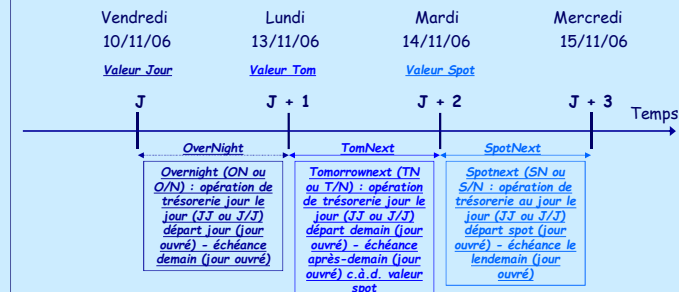 Vendredi
10/11/06
Lundi
13/11/06
Mardi
14/11/06
Mercredi
15/11/06
Valeur Jour
Valeur Tom
Valeur Spot
J
J + 1
J + 2
J + 3
Temps
OverNight
TomNext
SpotNext
Overnight (ON ou
O/N) : opération de
trésorerie jour le
jour (JJ ou J/J)
départ jour (jour
ouvré) - échéance
demain (jour ouvré)
Tomorrownext (TN
ou T/N) : opération
de trésorerie jour le
jour (JJ ou J/J)
départ demain (jour
ouvré) - échéance
après-demain (jour
ouvré) c.à.d. valeur
spot
Spotnext (SN ou
S/N : opération de
trésorerie au jour le
jour (JJ ou J/J)
départ spot (jour
ouvré) - échéance le
lendemain (jour
ouvré)